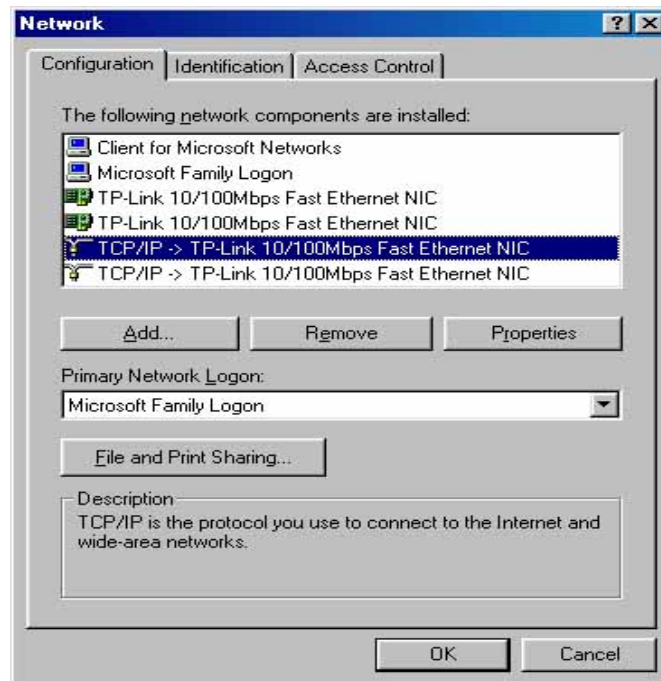 Network
Configuration Identification Access Control
The following network components are installed:
Client for Microsoft Networks
Microsoft Family Logon
TP-Link 10/100Mbps Fast Ethernet NIC
TP-Link 10/100Mbps Fast Ethernet NIC
TCP/IP -> TP-Link 10/100Mbps Fast Ethernet NIC
TCP/IP -> TP-Link 10/100Mbps Fast Ethernet NIC
Add... Remove Properties
Primary Network Logon:
Microsoft Family Logon
File and Print Sharing...
Description
TCP/IP is the protocol you use to connect to the Internet and
wide-area networks.
OK Cancel